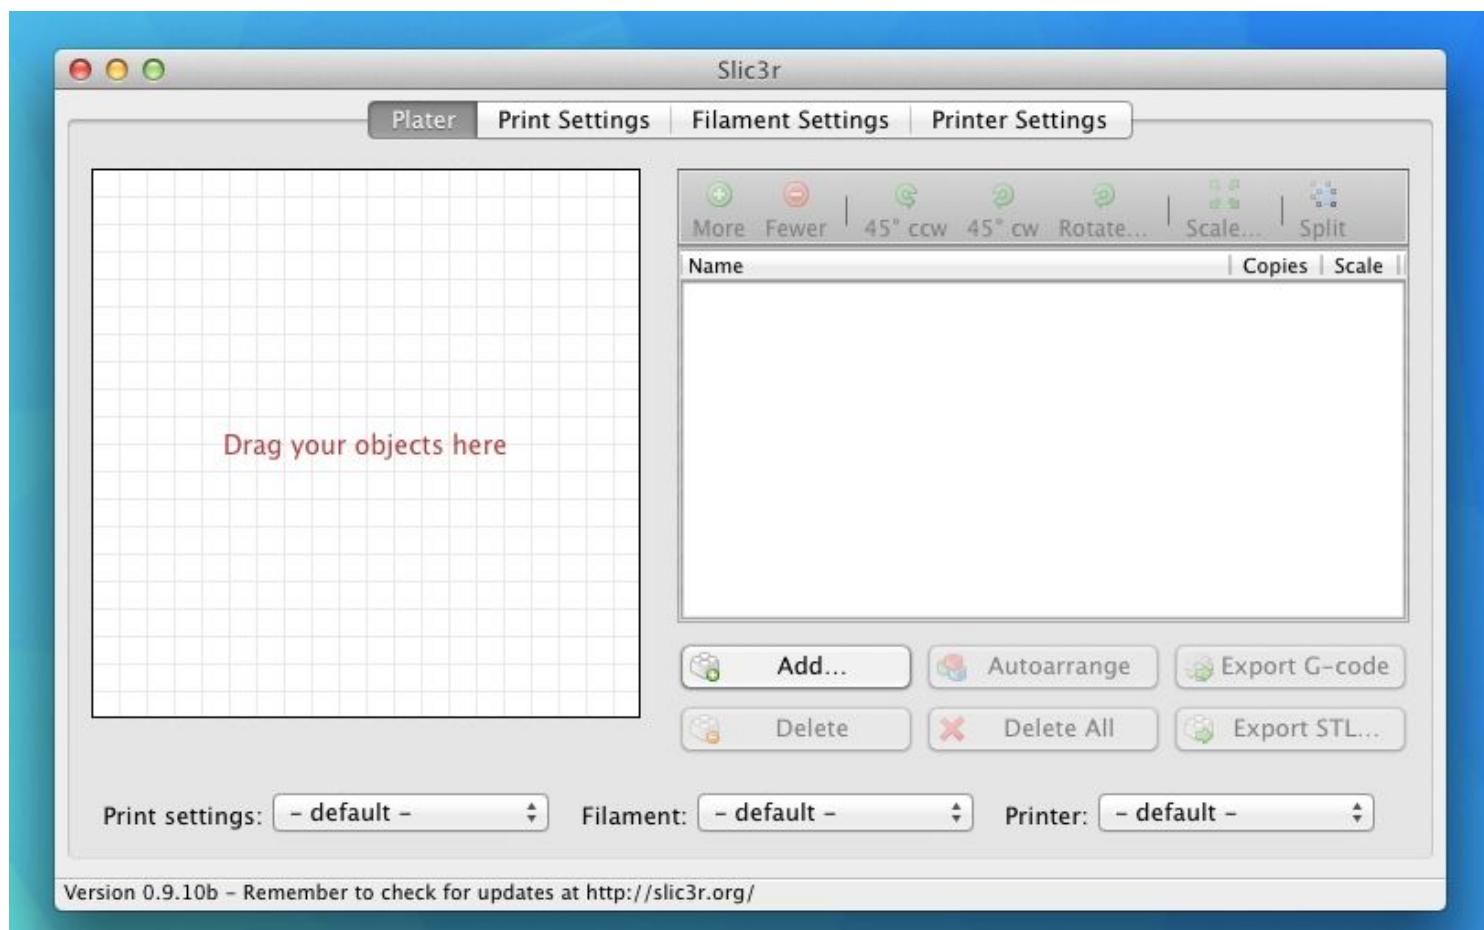 Slic3r
Plater Print Settings Filament Settings Printer Settings
More Fewer 45° ccw 45° cw Rotate... Scale... Split
Name Copies Scale
Drag your objects here
Add... Autoarrange Export G-code
Delete Delete All Export STL...
Print settings: - default - Filament: - default - Printer: - default -
Version 0.9.10b - Remember to check for updates at http://slic3r.org/